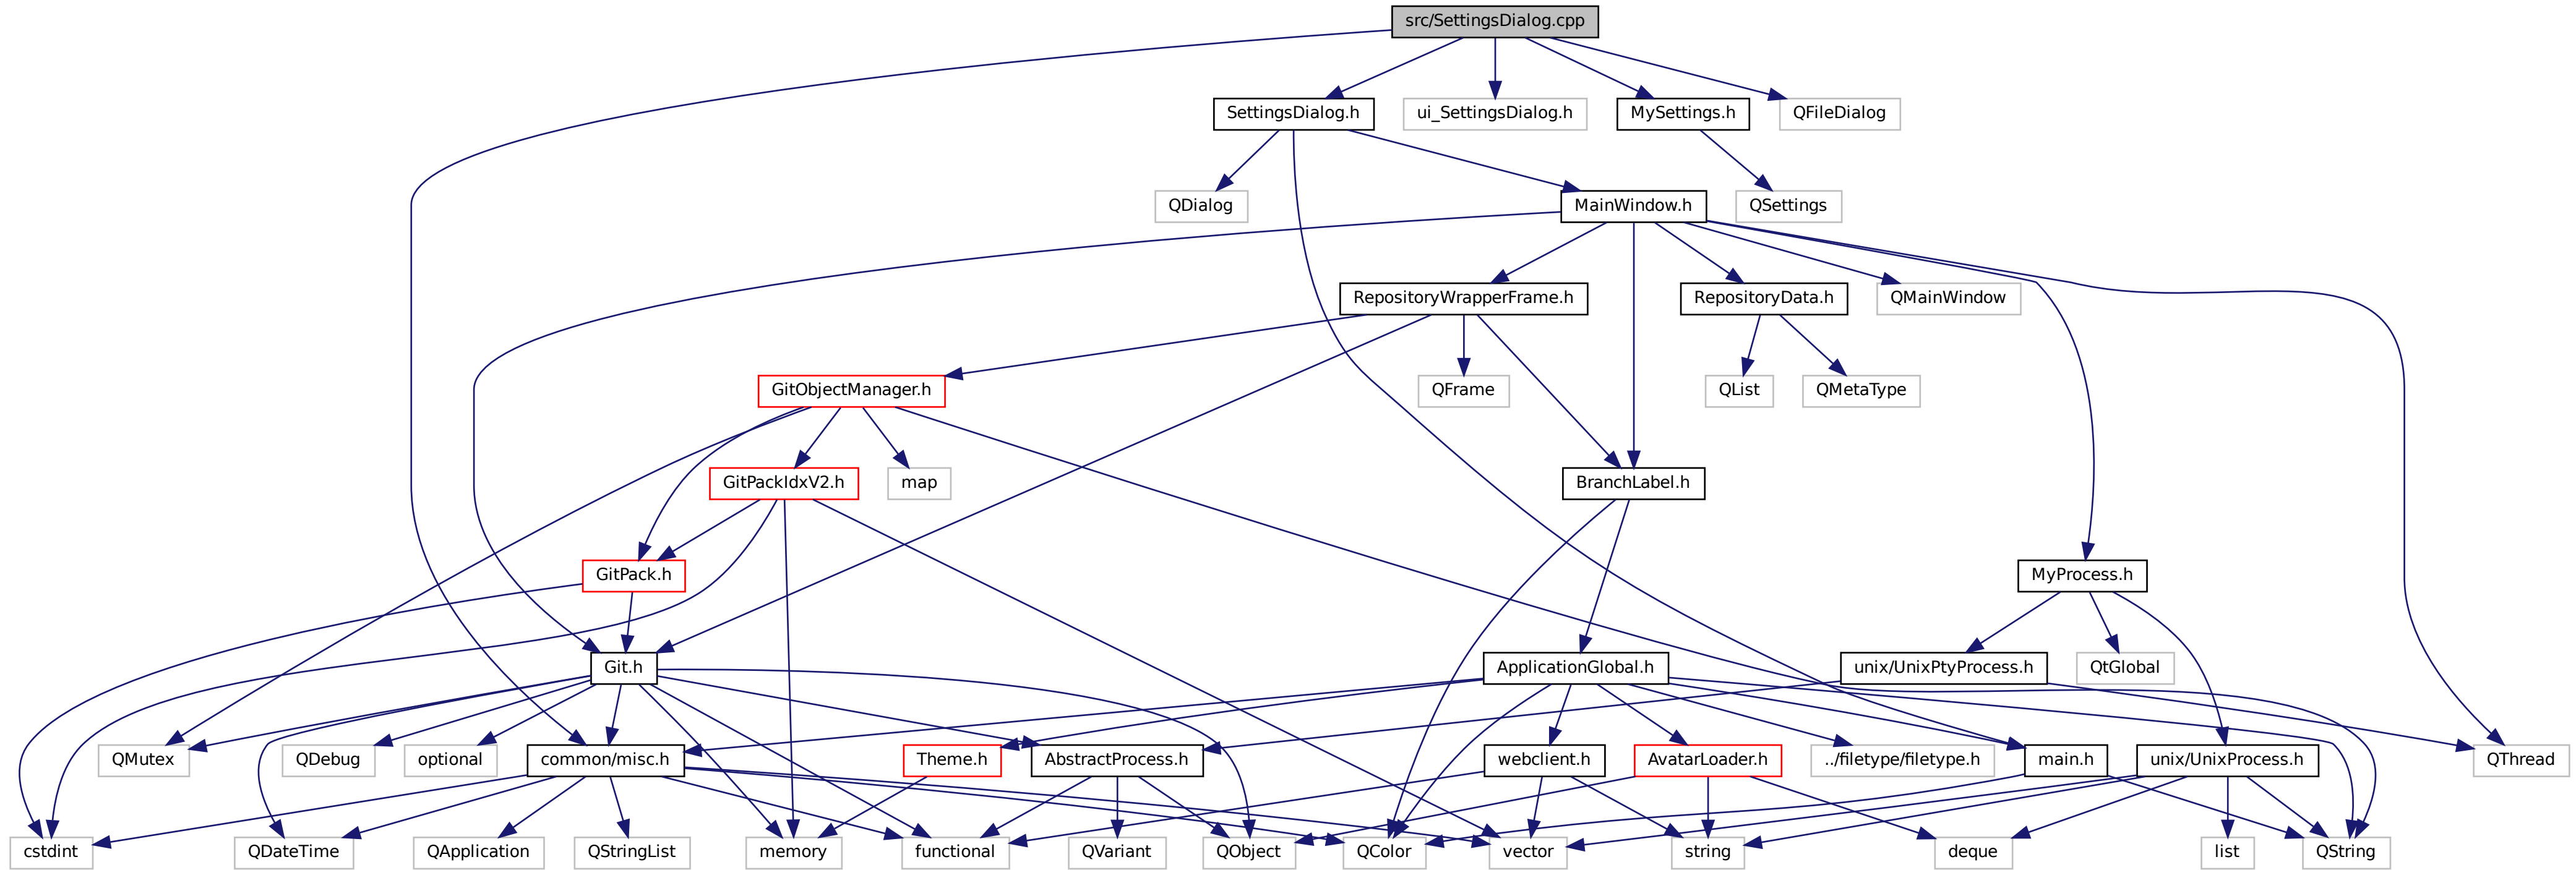 src/SettingsDialog.cpp
SettingsDialog.h
ui_SettingsDialog.h
MySettings.h
QFileDialog
QDialog
MainWindow.h
QSettings
RepositoryWrapperFrame.h
RepositoryData.h
QMainWindow
GitObjectManager.h
QFrame
QList
QMetaType
GitPackIdxV2.h
map
BranchLabel.h
GitPack.h
MyProcess.h
Git.h
ApplicationGlobal.h
unix/UnixPtyProcess.h
QtGlobal
QMutex
QDebug
optional
common/misc.h
Theme.h
AbstractProcess.h
webclient.h
AvatarLoader.h
../filetype/filetype.h
main.h
unix/UnixProcess.h
QThread
cstdint
QDateTime
QApplication
QStringList
memory
functional
QVariant
QObject
QColor
vector
string
deque
list
QString